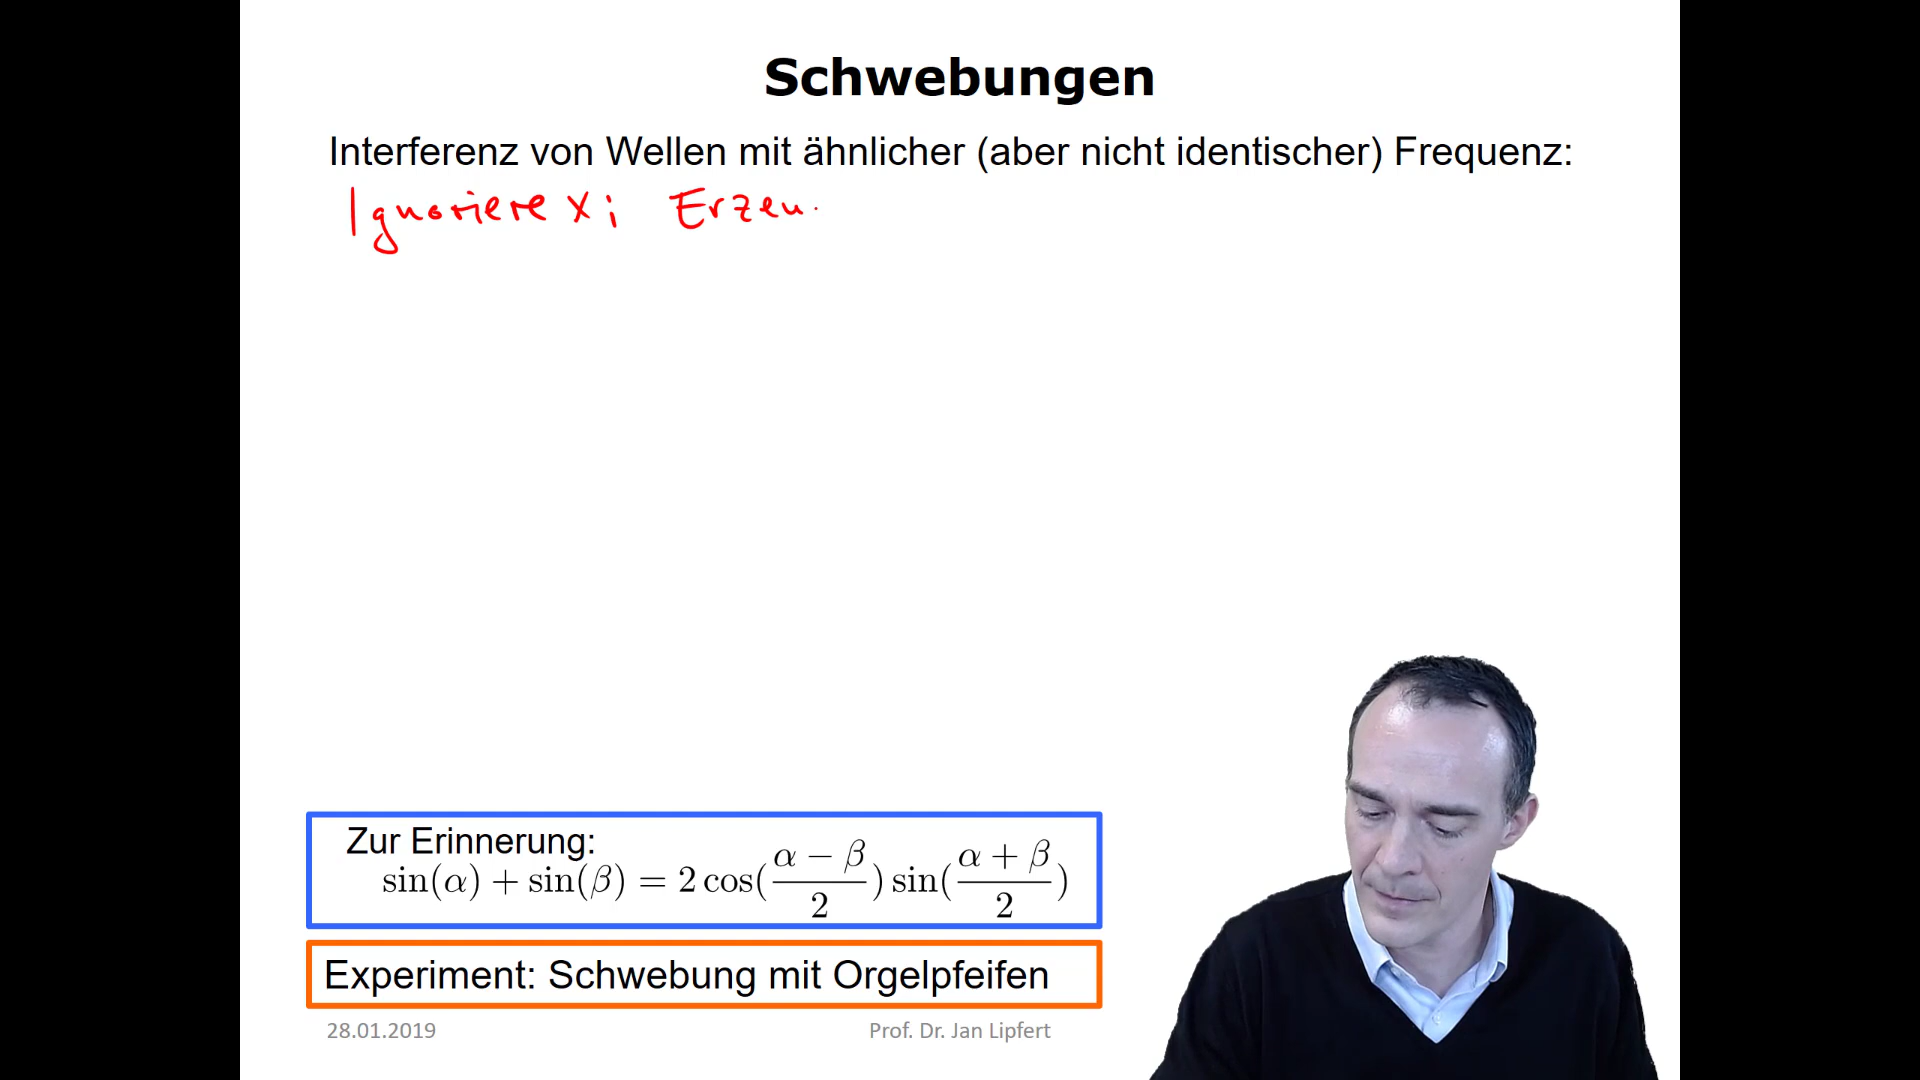 Schwebungen
Interferenz von Wellen mit ähnlicher (aber nicht identischer) Frequenz:
Ignoriere x; Erzeu
Zur Erinnerung:
sin(α) + sin(β) = 2 cos((α − β)/2) sin((α + β)/2)
Experiment: Schwebung mit Orgelpfeifen
28.01.2019 Prof. Dr. Jan Lipfert